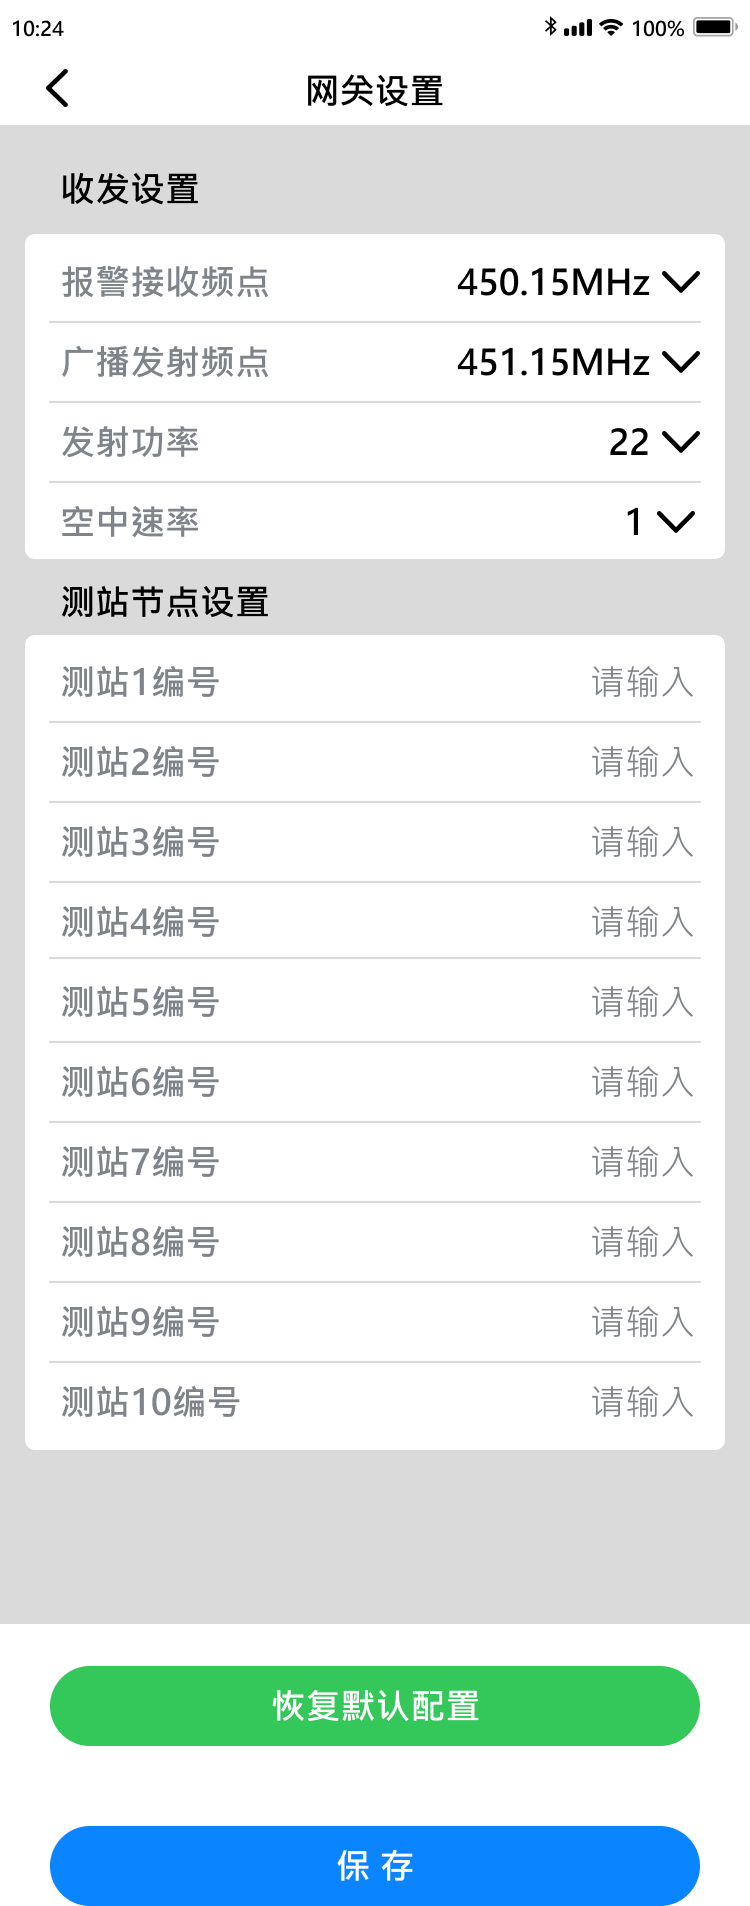 10:24 100%
网关设置
收发设置
报警接收频点 450.15MHz
广播发射频点 451.15MHz
发射功率 22
空中速率 1
测站节点设置
测站1编号 请输入
测站2编号 请输入
测站3编号 请输入
测站4编号 请输入
测站5编号 请输入
测站6编号 请输入
测站7编号 请输入
测站8编号 请输入
测站9编号 请输入
测站10编号 请输入
恢复默认配置
保 存